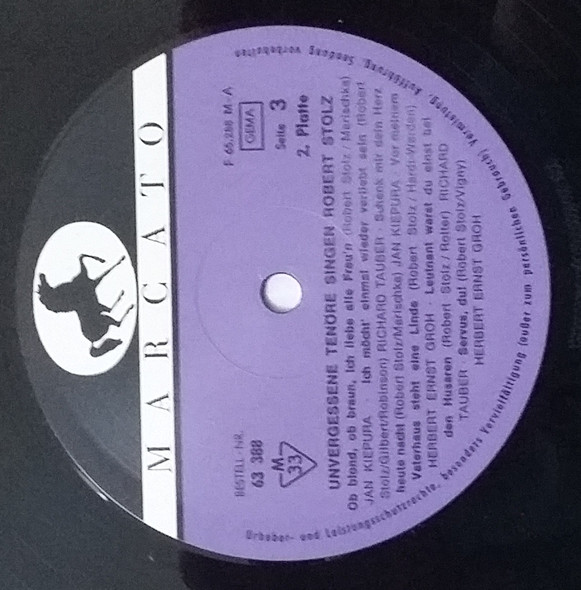 MARCATO
BESTELL-NR.
63 388
M
33
P 65.288 M-A
GEMA
Seite 3
2. Platte
UNVERGESSENE TENÖRE SINGEN ROBERT STOLZ
Ob blond, ob braun, ich liebe alle Frau'n (Robert Stolz / Marischka)
JAN KIEPURA · Ich möcht' einmal wieder verliebt sein (Robert
Stolz/Gilbert/Robinson) RICHARD TAUBER · Schenk mir dein Herz
heute nacht (Robert Stolz/Marischka) JAN KIEPURA · Vor meinem
Vaterhaus steht eine Linde (Robert Stolz / Hardt-Warden)
HERBERT ERNST GROH · Leutnant warst du einst bei
den Husaren (Robert Stolz / Rotter) RICHARD
TAUBER · Servus, du! (Robert Stolz/Vigny)
HERBERT ERNST GROH
Urheber- und Leistungsschutzrechte, besonders Vervielfältigung (außer zum persönlichen Gebrauch) Vermietung, Aufführung, Sendung vorbehalten